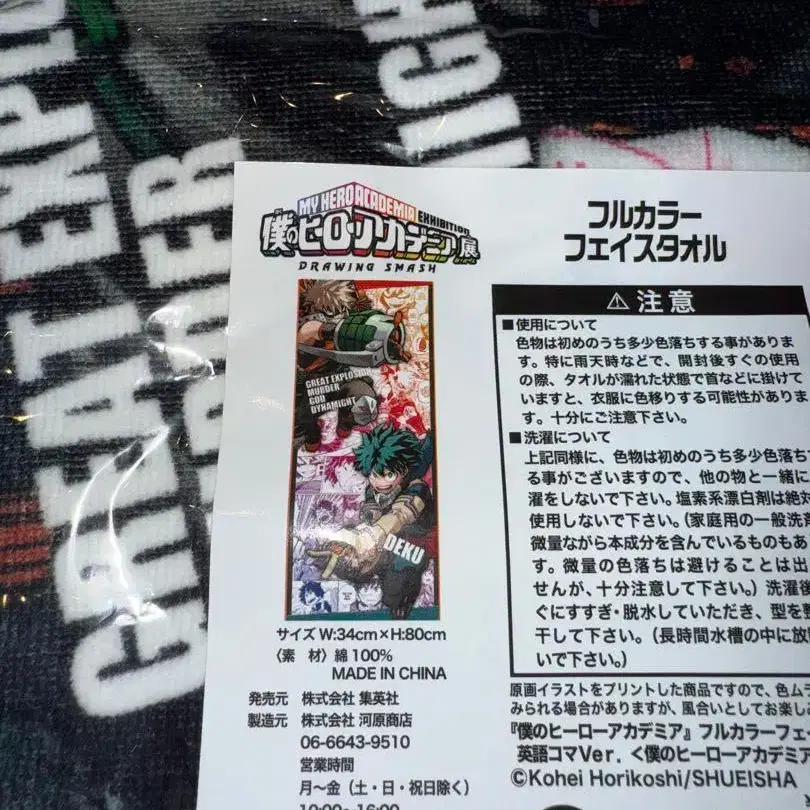 GREAT EXPLO
MURDER
MIGH
MY HERO ACADEMIA EXHIBITION
僕のヒーローアカデミア展
DRAWING SMASH
フルカラー
フェイスタオル
GREAT EXPLOSION
MURDER
GOD
DYNAMIGHT
DEKU
サイズ W:34cm×H:80cm
〈素 材〉綿 100%
MADE IN CHINA
発売元 株式会社 集英社
製造元 株式会社 河原商店
06-6643-9510
営業時間
月〜金（土・日・祝日除く）
10:00〜16:00
⚠注意
■使用について
色物は初めのうち多少色落ちする事がありま
す。特に雨天時などで、開封後すぐの使用
の際、タオルが濡れた状態で首などに掛けて
いますと、衣服に色移りする可能性がありま
す。十分にご注意下さい。
■洗濯について
上記同様に、色物は初めのうち多少色落ち
る事がございますので、他の物と一緒に
濯をしないで下さい。塩素系漂白剤は絶対
使用しないで下さい。（家庭用の一般洗
微量ながら本成分を含んでいるものもあ
す。微量の色落ちは避けることは出
せんが、十分注意して下さい。）洗濯後
ぐにすすぎ・脱水していただき、型を整
干して下さい。（長時間水槽の中に放
いで下さい。）
原画イラストをプリントした商品ですので、色ム
みられる場合がありますが、風合いとしてお楽し
『僕のヒーローアカデミア』フルカラーフェ
英語コマVer. <僕のヒーローアカデミア
©Kohei Horikoshi/SHUEISHA